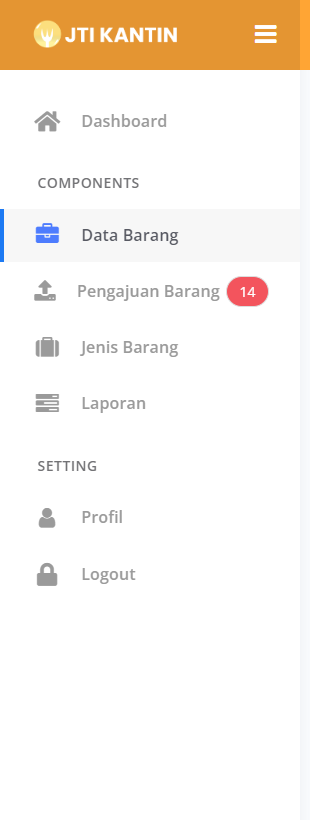 JTI KANTIN
Dashboard
COMPONENTS
Data Barang
Pengajuan Barang 14
Jenis Barang
Laporan
SETTING
Profil
Logout